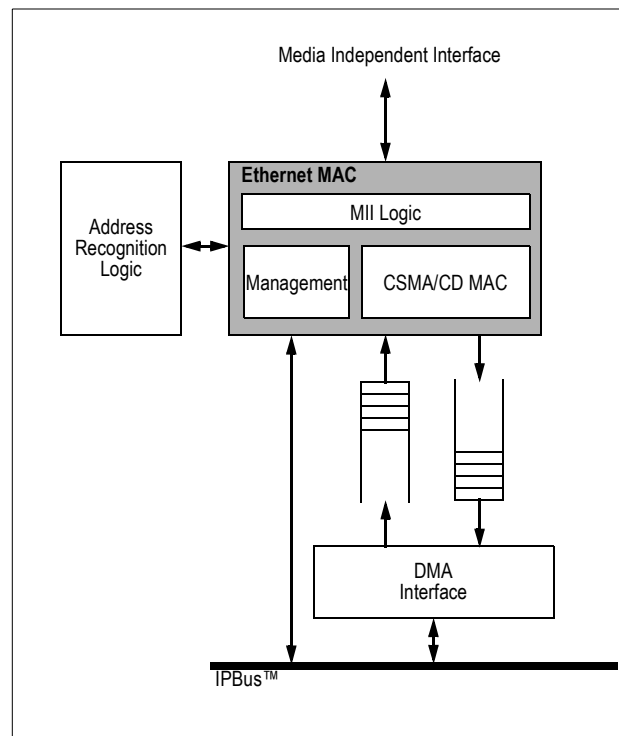 Media Independent Interface
Ethernet MAC
MII Logic
Address
Recognition
Logic
Management
CSMA/CD MAC
DMA
Interface
IPBus™